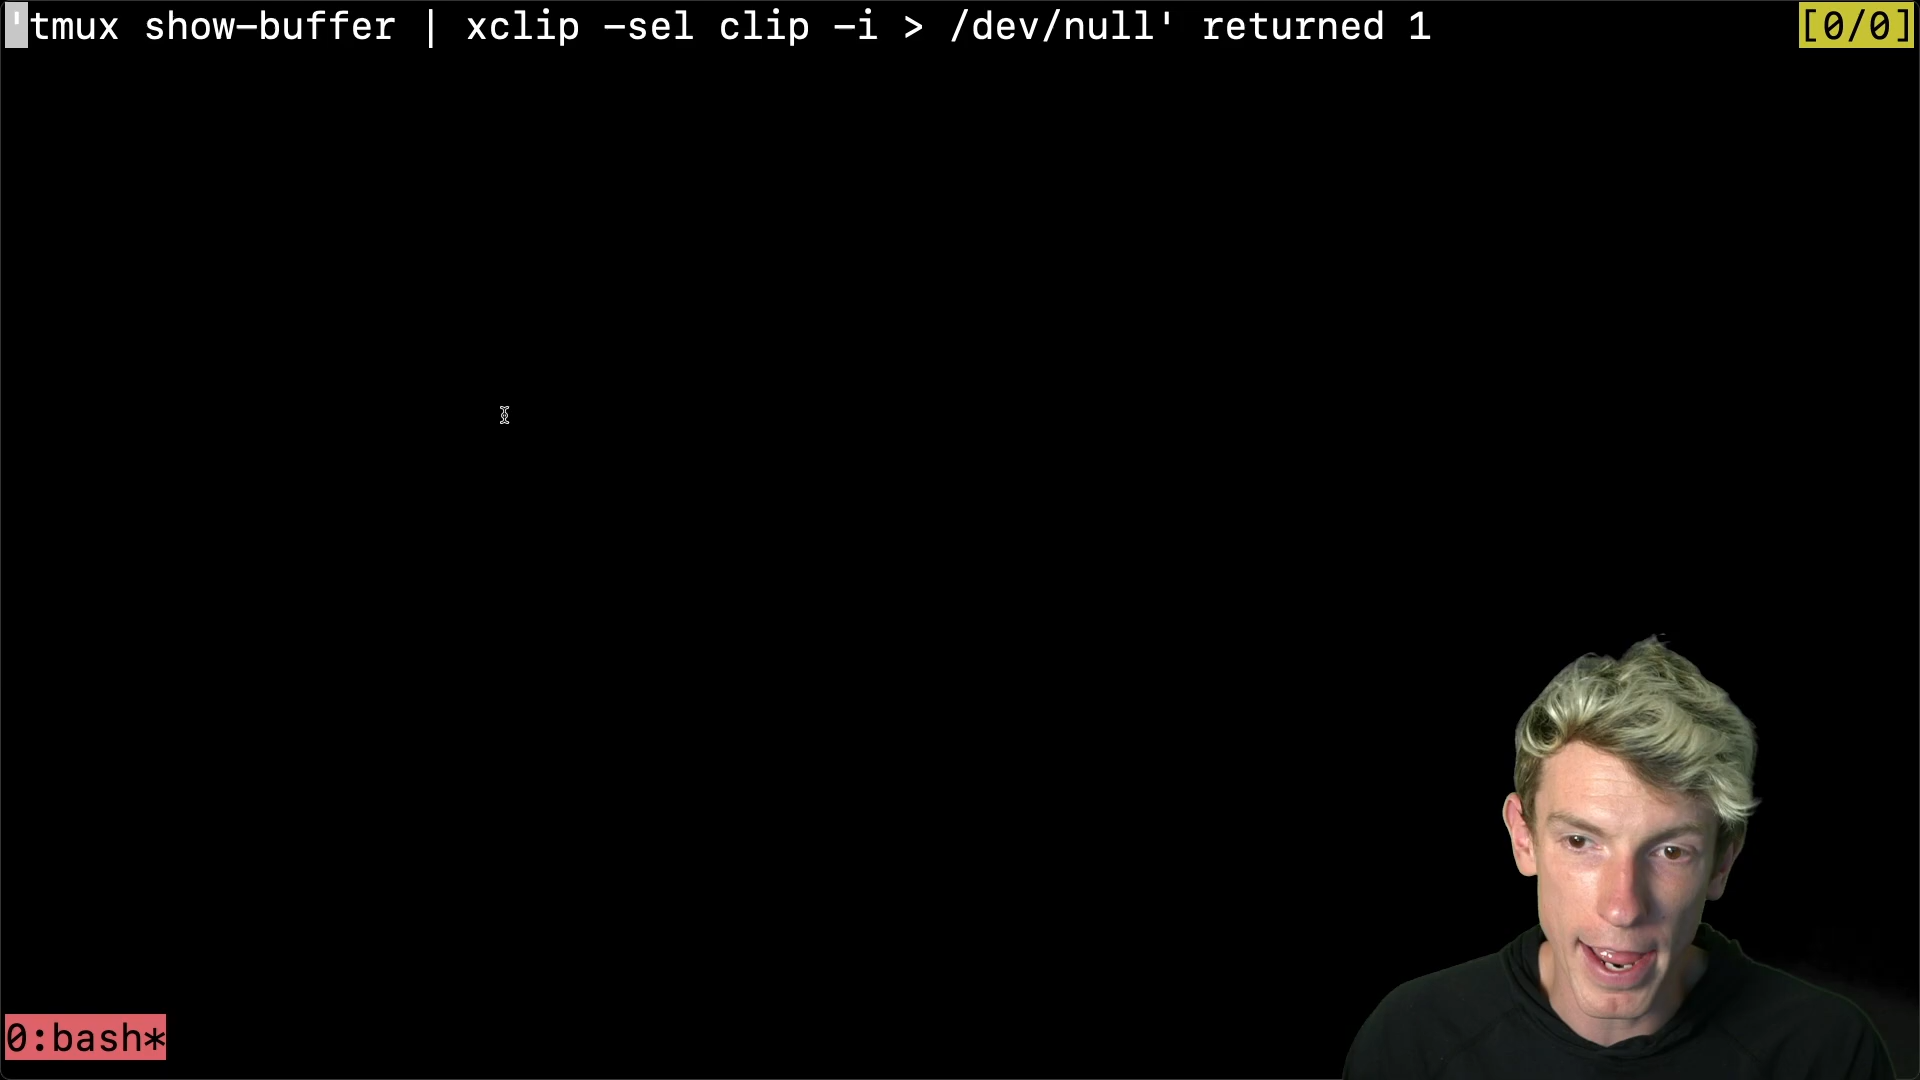 'tmux show-buffer | xclip -sel clip -i > /dev/null' returned 1
[0/0]
0:bash*